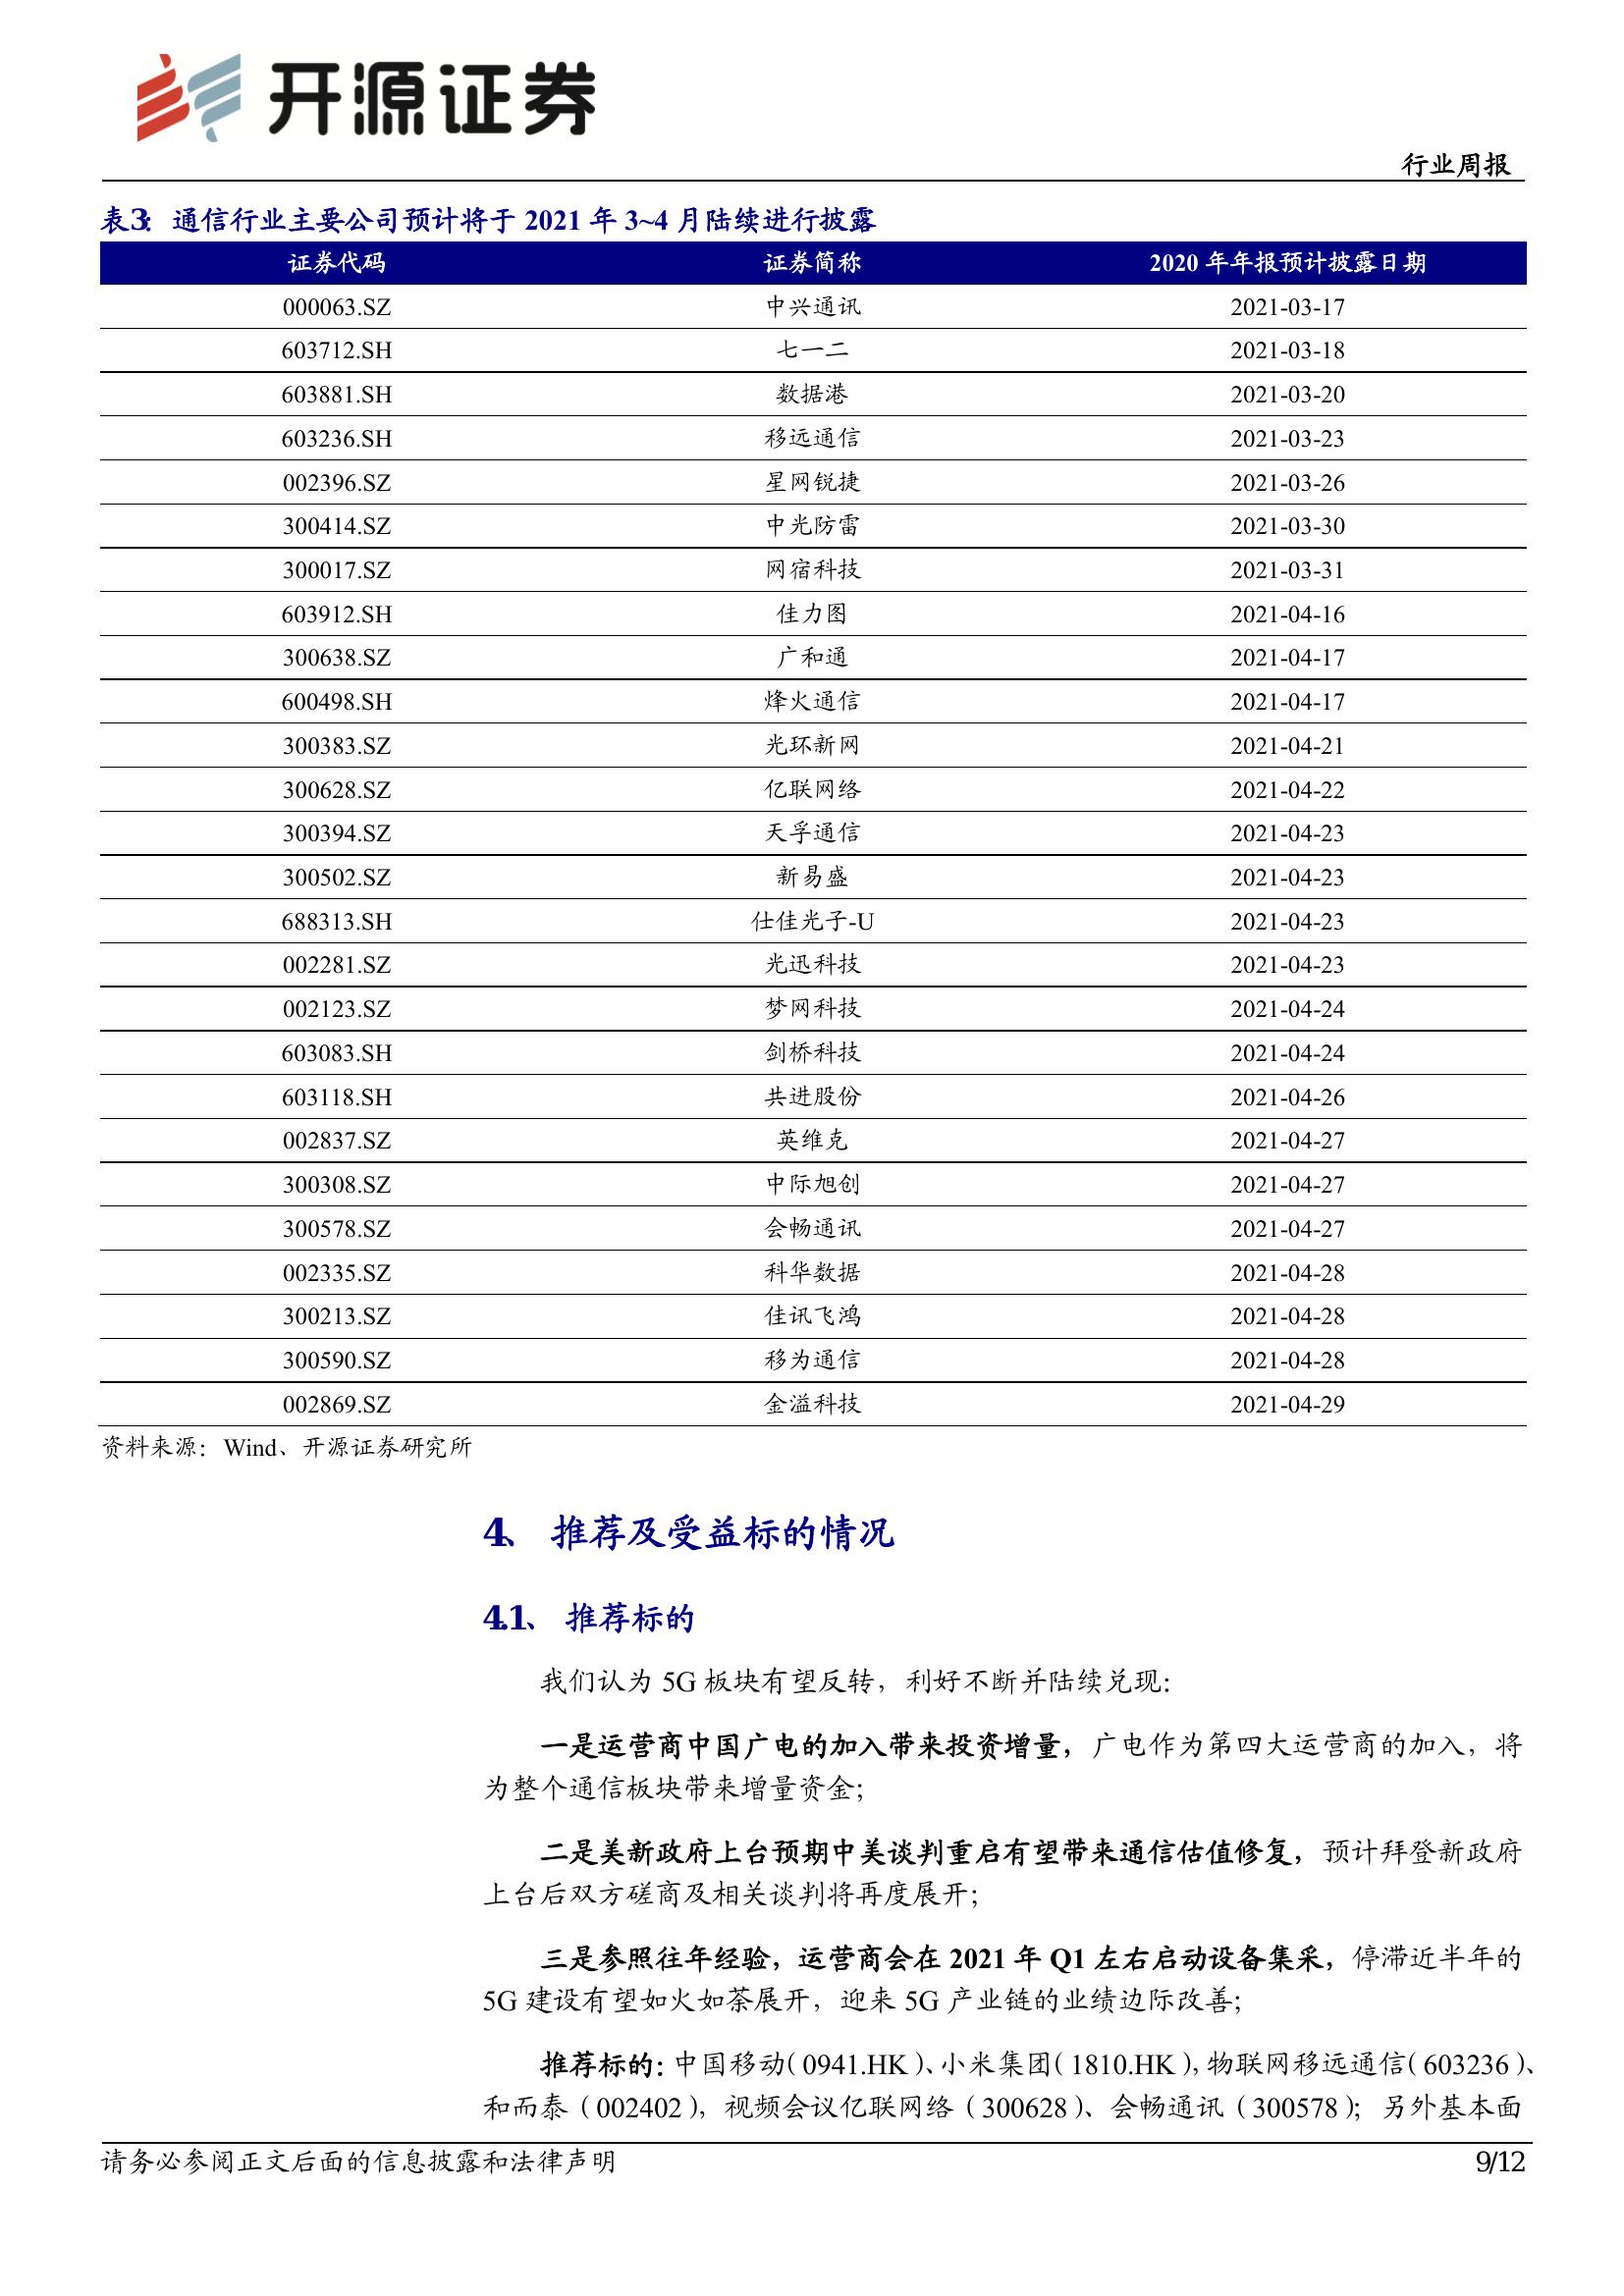 开源证券
行业周报
表3： 通信行业主要公司预计将于 2021 年 3~4 月陆续进行披露
证券代码 证券简称 2020 年年报预计披露日期
000063.SZ 中兴通讯 2021-03-17
603712.SH 七一二 2021-03-18
603881.SH 数据港 2021-03-20
603236.SH 移远通信 2021-03-23
002396.SZ 星网锐捷 2021-03-26
300414.SZ 中光防雷 2021-03-30
300017.SZ 网宿科技 2021-03-31
603912.SH 佳力图 2021-04-16
300638.SZ 广和通 2021-04-17
600498.SH 烽火通信 2021-04-17
300383.SZ 光环新网 2021-04-21
300628.SZ 亿联网络 2021-04-22
300394.SZ 天孚通信 2021-04-23
300502.SZ 新易盛 2021-04-23
688313.SH 仕佳光子-U 2021-04-23
002281.SZ 光迅科技 2021-04-23
002123.SZ 梦网科技 2021-04-24
603083.SH 剑桥科技 2021-04-24
603118.SH 共进股份 2021-04-26
002837.SZ 英维克 2021-04-27
300308.SZ 中际旭创 2021-04-27
300578.SZ 会畅通讯 2021-04-27
002335.SZ 科华数据 2021-04-28
300213.SZ 佳讯飞鸿 2021-04-28
300590.SZ 移为通信 2021-04-28
002869.SZ 金溢科技 2021-04-29
资料来源：Wind、开源证券研究所
4、 推荐及受益标的情况
4.1、 推荐标的
我们认为 5G 板块有望反转，利好不断并陆续兑现：
一是运营商中国广电的加入带来投资增量，广电作为第四大运营商的加入，将
为整个通信板块带来增量资金；
二是美新政府上台预期中美谈判重启有望带来通信估值修复，预计拜登新政府
上台后双方磋商及相关谈判将再度展开；
三是参照往年经验，运营商会在 2021 年 Q1 左右启动设备集采，停滞近半年的
5G 建设有望如火如荼展开，迎来 5G 产业链的业绩边际改善；
推荐标的：中国移动（0941.HK）、小米集团（1810.HK），物联网移远通信（603236）、
和而泰（002402），视频会议亿联网络（300628）、会畅通讯（300578）；另外基本面
请务必参阅正文后面的信息披露和法律声明 9/12